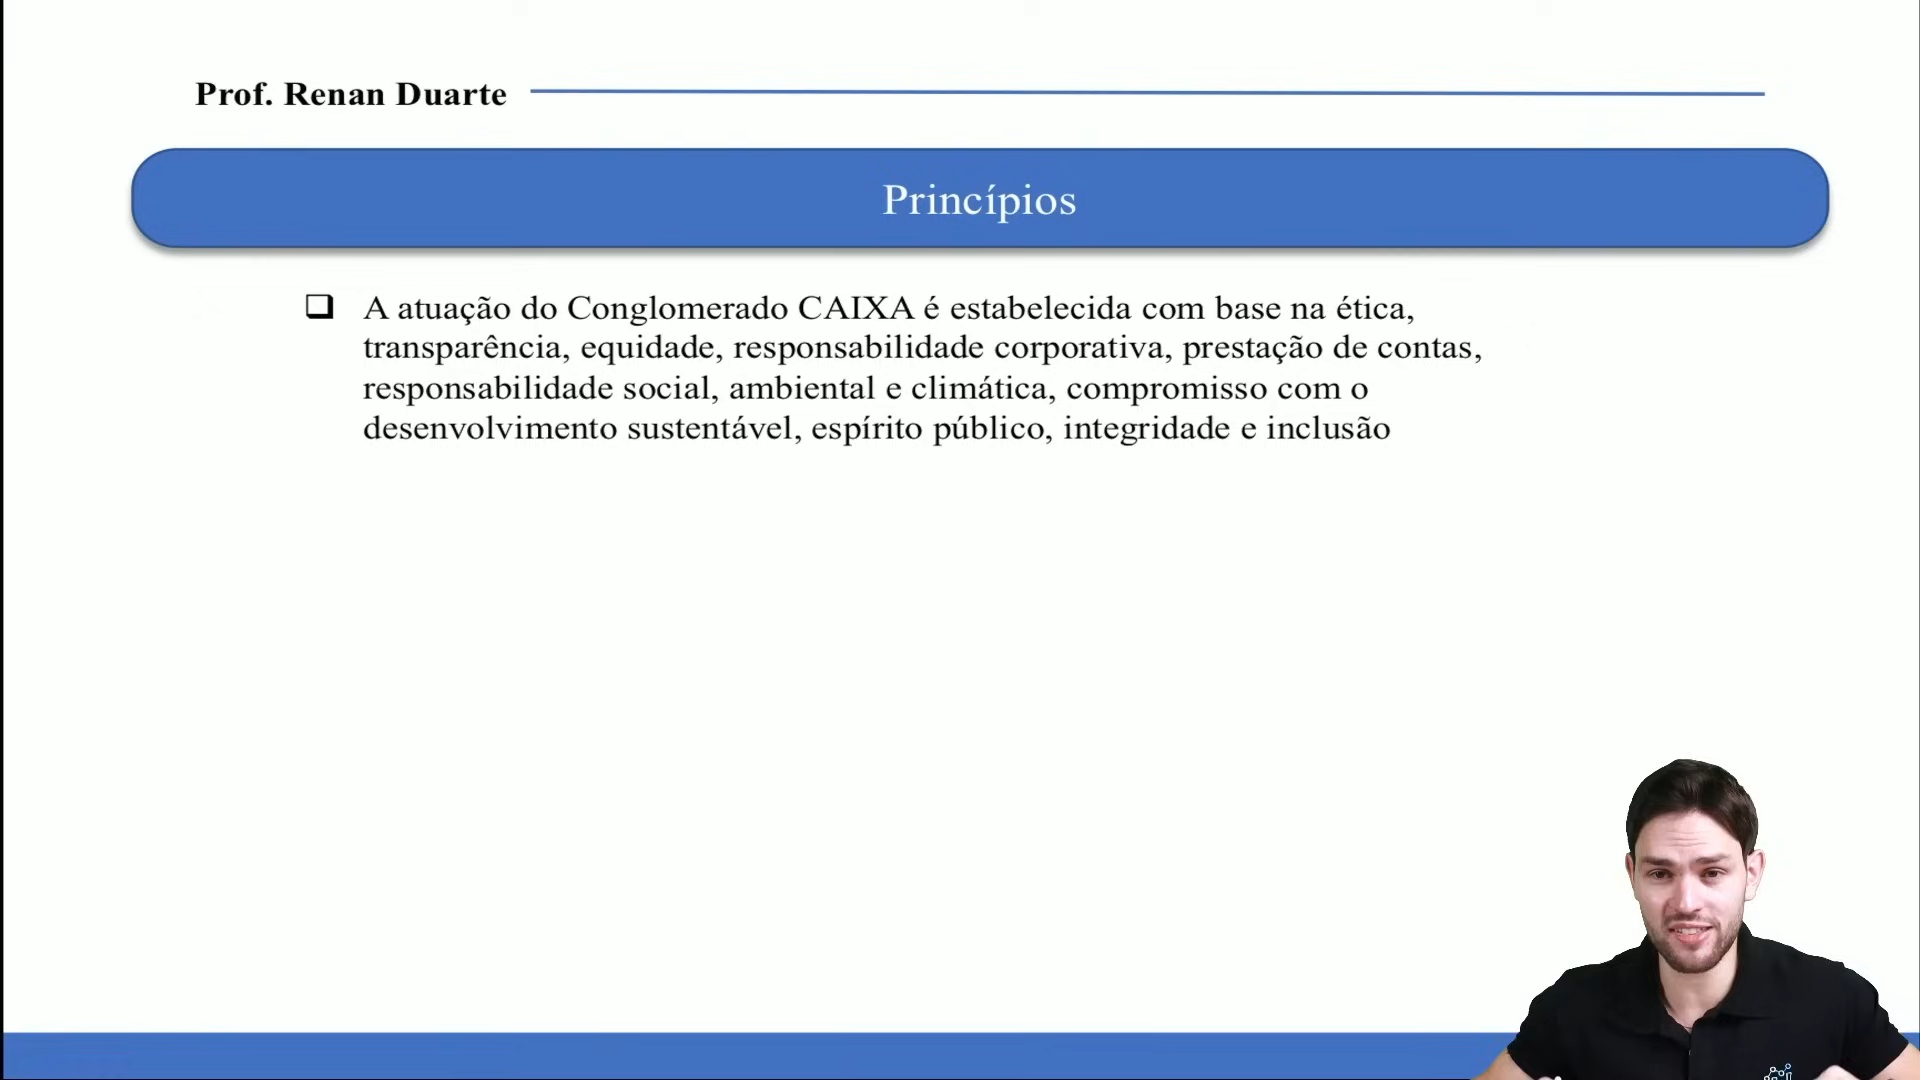 Prof. Renan Duarte
Princípios
A atuação do Conglomerado CAIXA é estabelecida com base na ética,
transparência, equidade, responsabilidade corporativa, prestação de contas,
responsabilidade social, ambiental e climática, compromisso com o
desenvolvimento sustentável, espírito público, integridade e inclusão